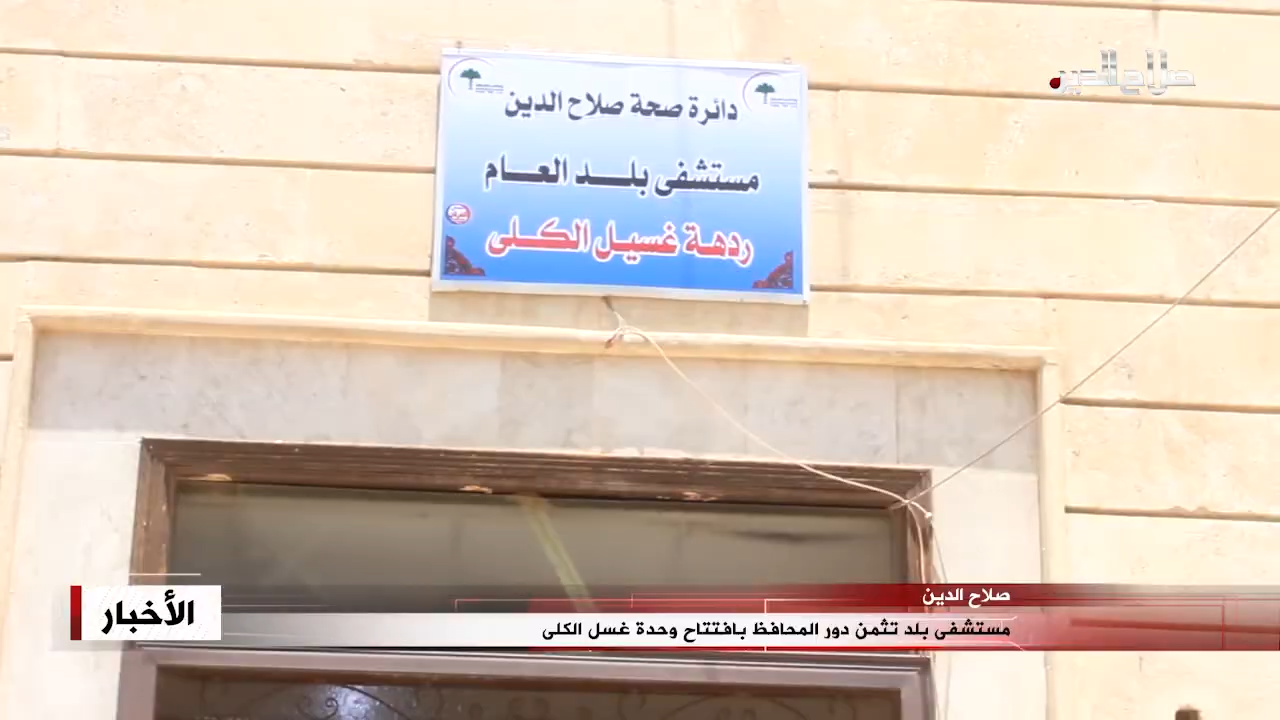 صلاح الدين
دائرة صحة صلاح الدين
مستشفى بلد العام
ردهة غسيل الكلى
صلاح الدين
مستشفى بلد تثمن دور المحافظ بافتتاح وحدة غسل الكلى
الأخبار